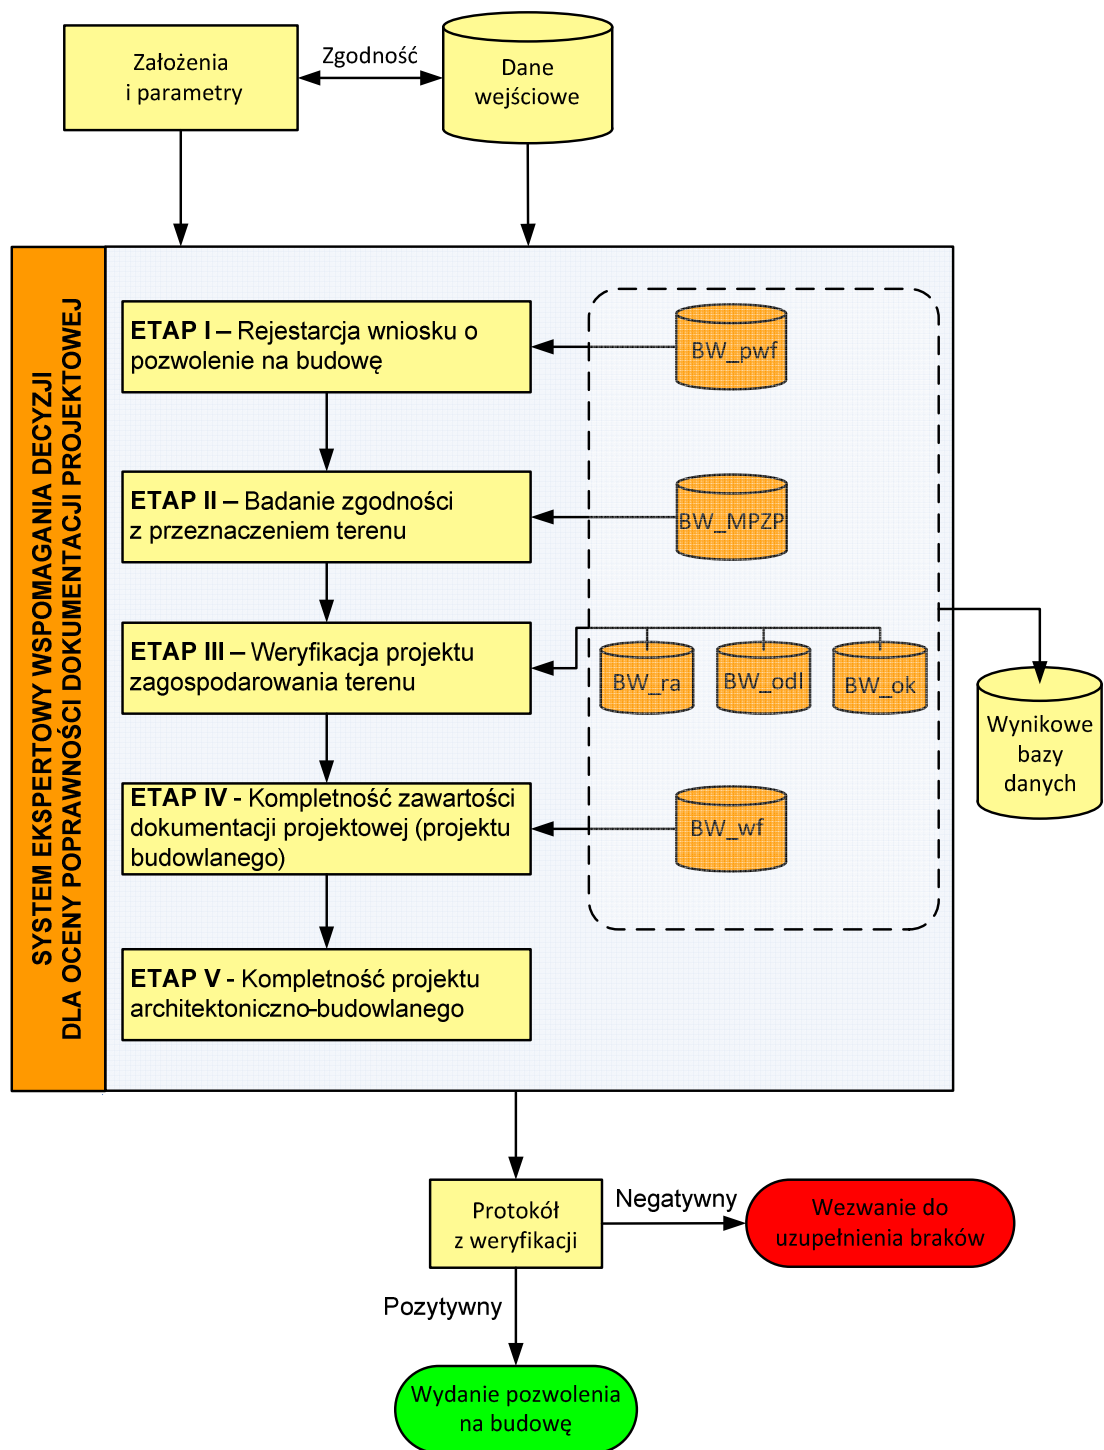 Założenia
i parametry
Zgodność
Dane
wejściowe
SYSTEM EKSPERTOWY WSPOMAGANIA DECYZJI
DLA OCENY POPRAWNOŚCI DOKUMENTACJI PROJEKTOWEJ
ETAP I – Rejestarcja wniosku o
pozwolenie na budowę
BW_pwf
ETAP II – Badanie zgodności
z przeznaczeniem terenu
BW_MPZP
ETAP III – Weryfikacja projektu
zagospodarowania terenu
BW_ra
BW_odl
BW_ok
Wynikowe
bazy
danych
ETAP IV - Kompletność zawartości
dokumentacji projektowej (projektu
budowlanego)
BW_wf
ETAP V - Kompletność projektu
architektoniczno-budowlanego
Protokół
z weryfikacji
Negatywny
Wezwanie do
uzupełnienia braków
Pozytywny
Wydanie pozwolenia
na budowę